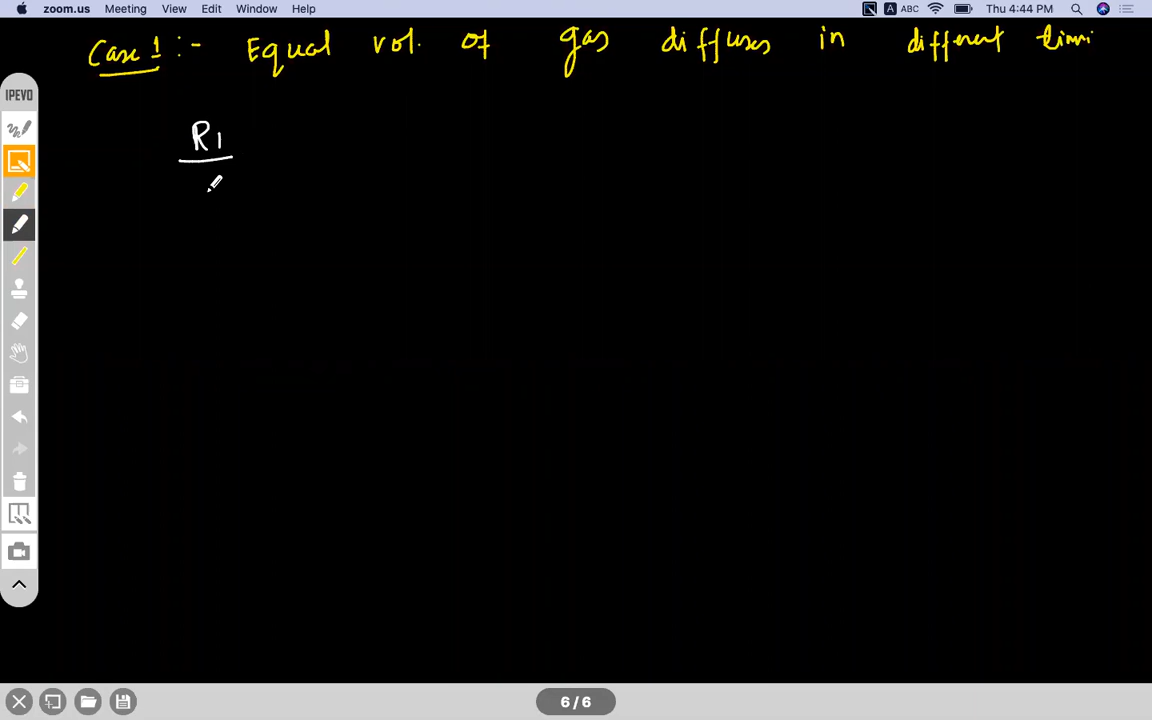 zoom.us Meeting View Edit Window Help A ABC Thu 4:44 PM
Case 1 :- Equal vol. of gas diffuses in different
IPEVO
R1
6 / 6